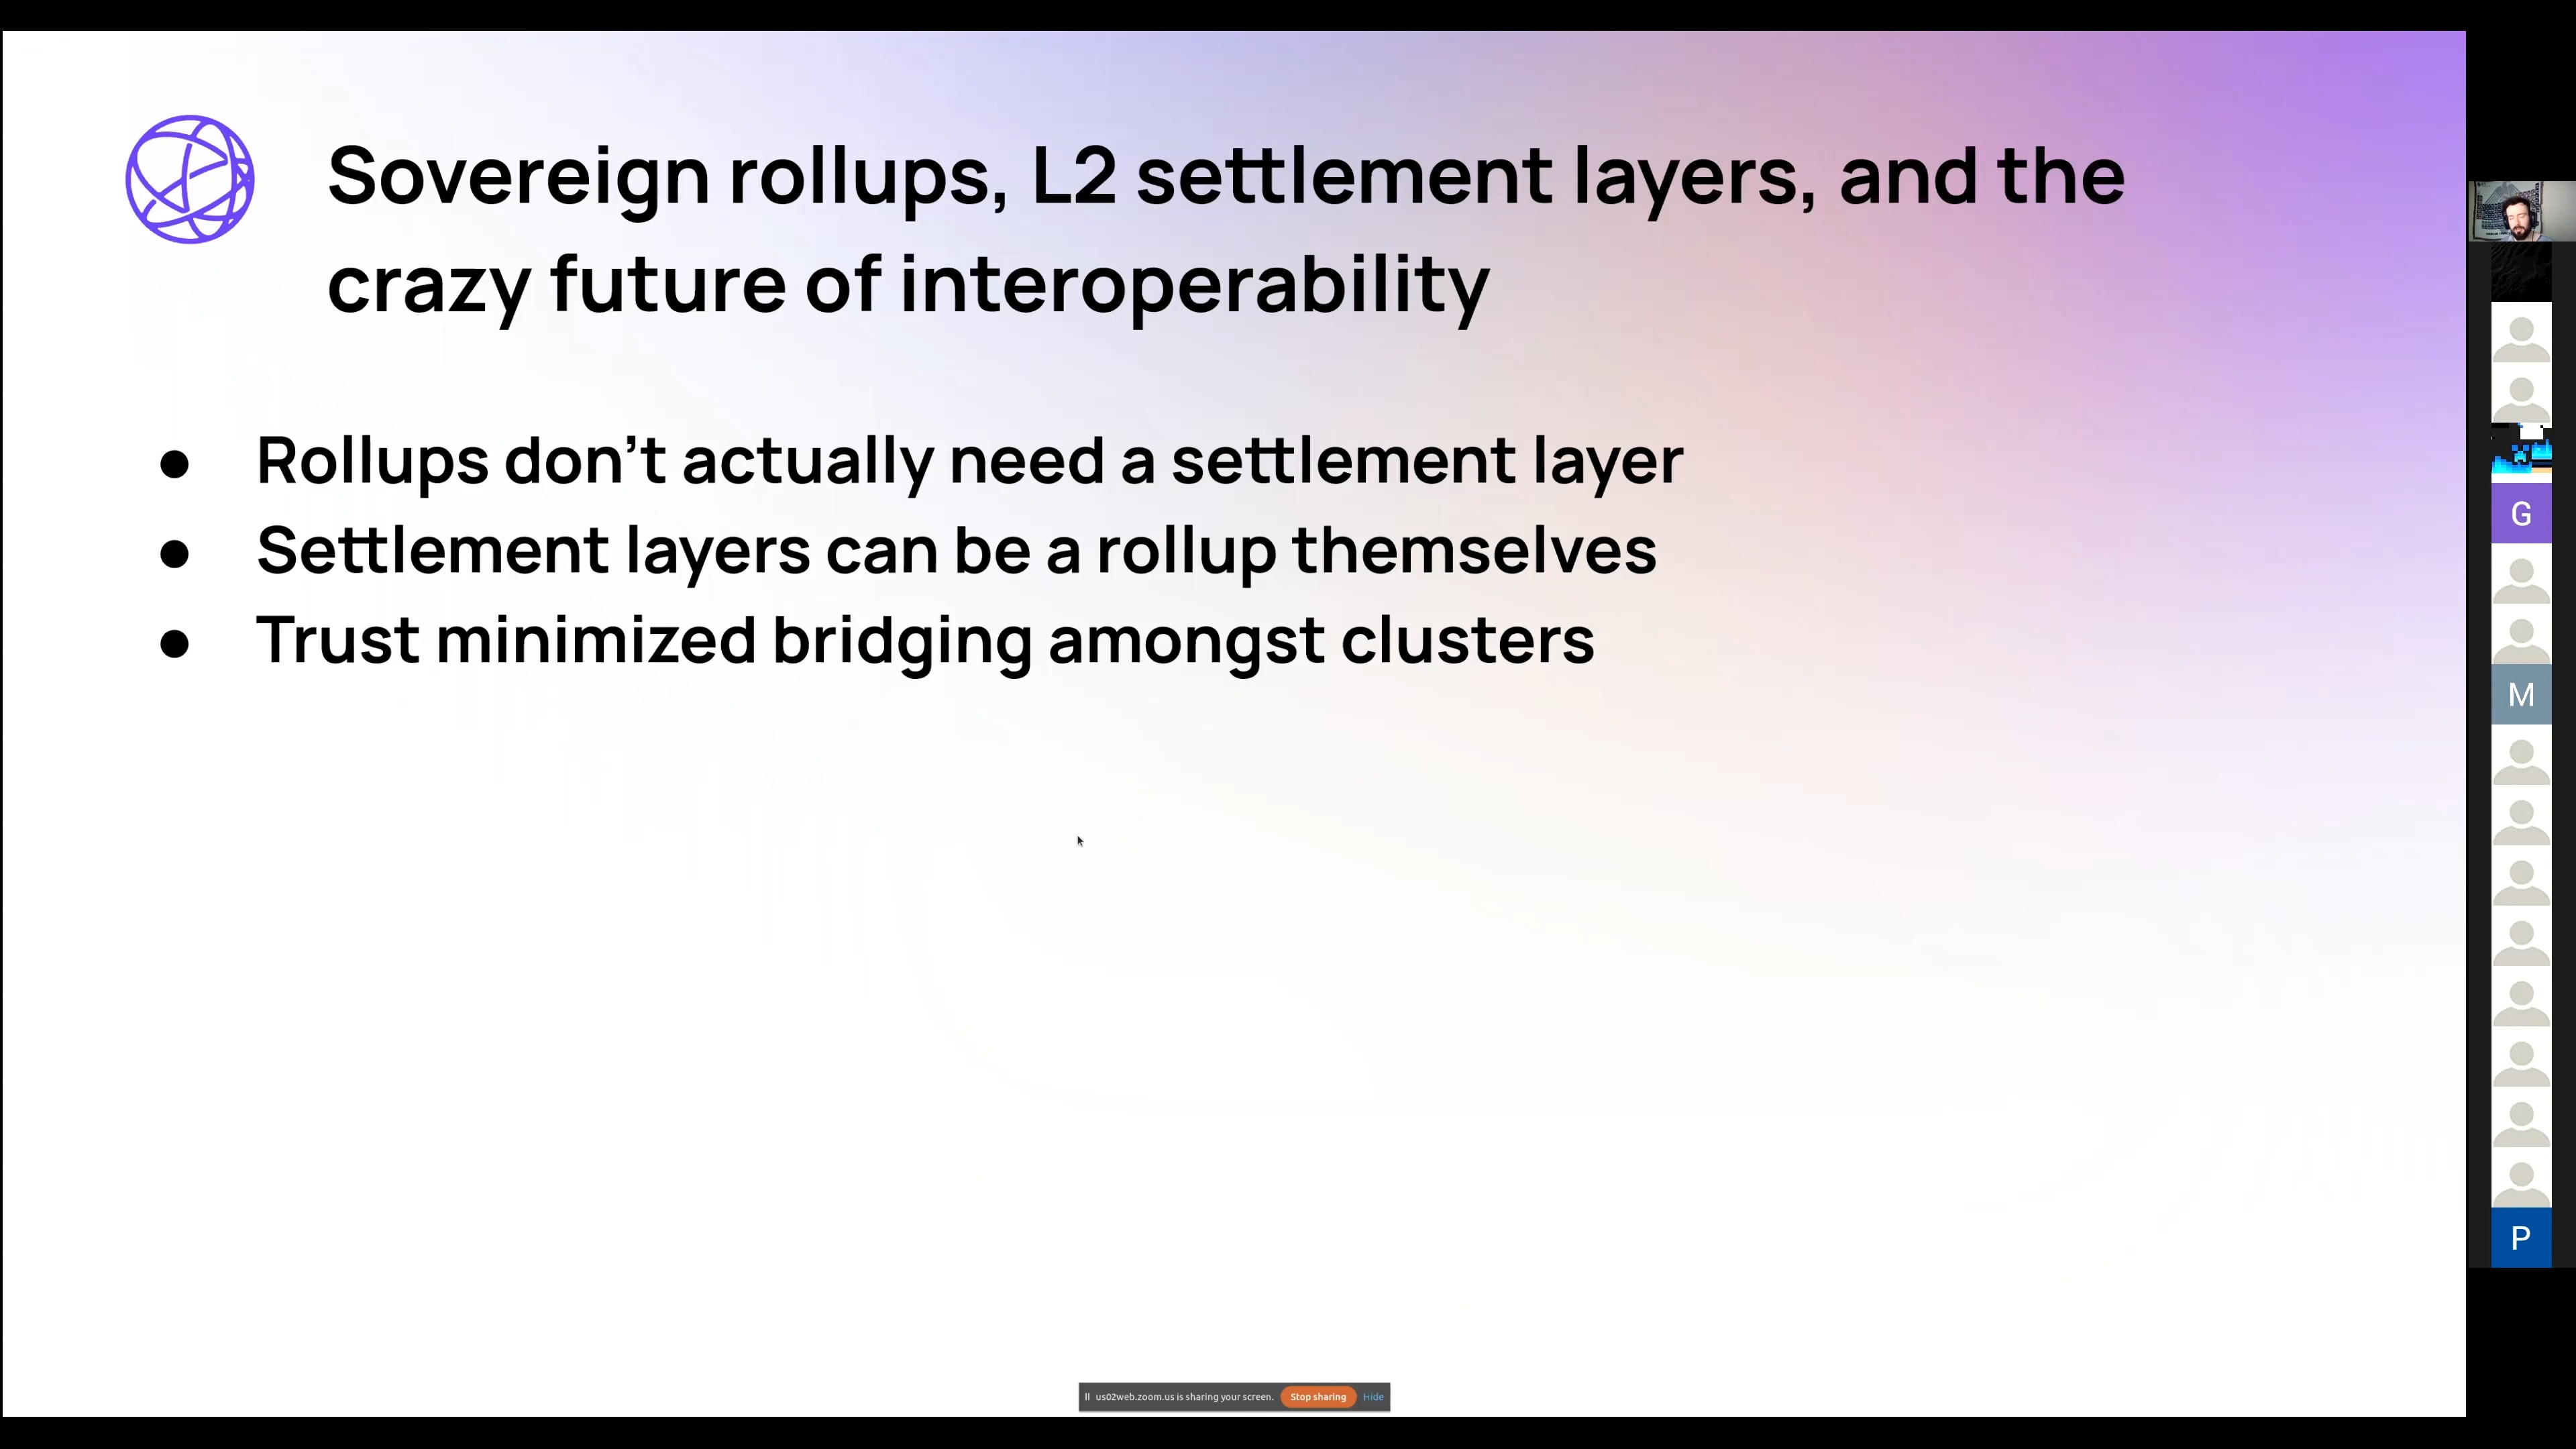 Sovereign rollups, L2 settlement layers, and the
crazy future of interoperability
● Rollups don’t actually need a settlement layer
● Settlement layers can be a rollup themselves
● Trust minimized bridging amongst clusters
G
M
P
us02web.zoom.us is sharing your screen. Stop sharing Hide